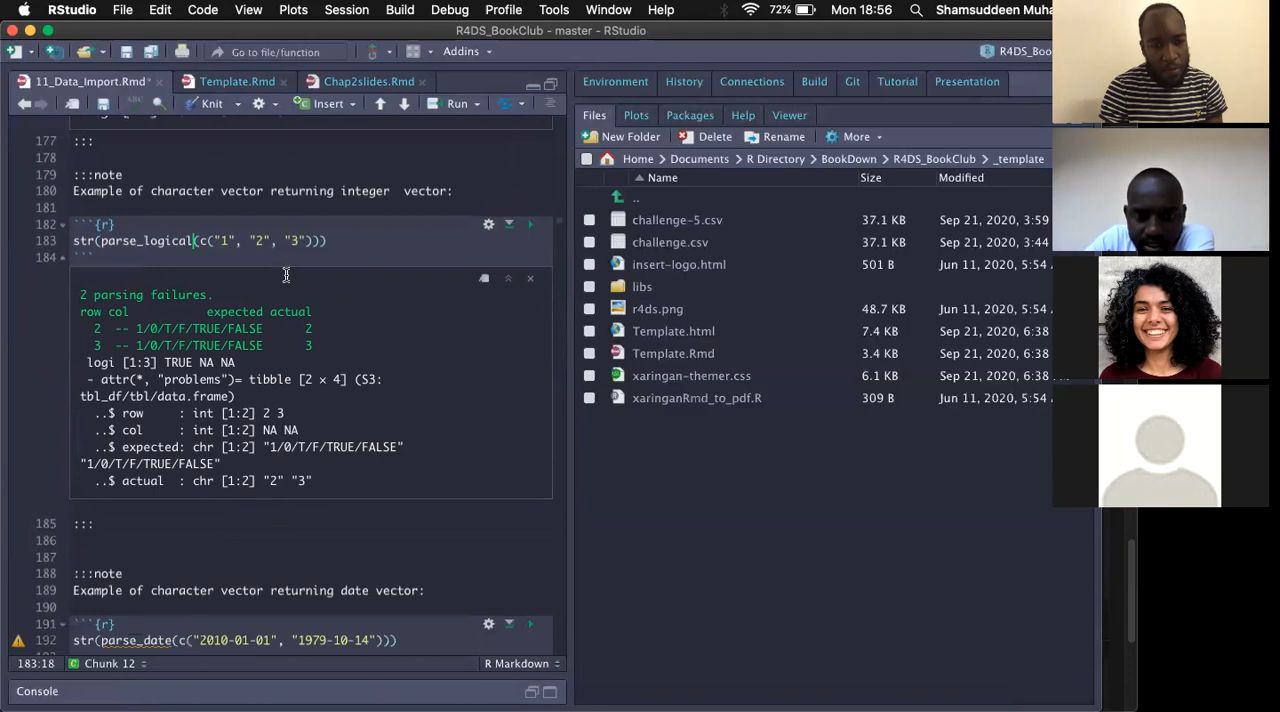 RStudio File Edit Code View Plots Session Build Debug Profile Tools Window Help 72% Mon 18:56 Shamsuddeen Muha
R4DS_BookClub - master - RStudio
Go to file/function Addins R4DS_Boo
11_Data_Import.Rmd* Template.Rmd Chap2slides.Rmd
Knit Insert Run
177 :::
178
179 :::note
180 Example of character vector returning integer  vector:
181
182 ```{r}
183 str(parse_logical(c("1", "2", "3")))
184 ```
2 parsing failures.
row col expected actual
2 -- 1/0/T/F/TRUE/FALSE 2
3 -- 1/0/T/F/TRUE/FALSE 3
logi [1:3] TRUE NA NA
- attr(*, "problems")= tibble [2 × 4] (S3:
tbl_df/tbl/data.frame)
..$ row : int [1:2] 2 3
..$ col : int [1:2] NA NA
..$ expected: chr [1:2] "1/0/T/F/TRUE/FALSE"
"1/0/T/F/TRUE/FALSE"
..$ actual : chr [1:2] "2" "3"
185 :::
186
187
188 :::note
189 Example of character vector returning date vector:
190
191 ```{r}
192 str(parse_date(c("2010-01-01", "1979-10-14")))
183:18 Chunk 12 R Markdown
Console
Environment History Connections Build Git Tutorial Presentation
Files Plots Packages Help Viewer
New Folder Delete Rename More
Home Documents R Directory BookDown R4DS_BookClub _template
Name Size Modified
..
challenge-5.csv 37.1 KB Sep 21, 2020, 3:59
challenge.csv 37.1 KB Sep 21, 2020, 3:44
insert-logo.html 501 B Jun 11, 2020, 5:54
libs
r4ds.png 48.7 KB Sep 21, 2020, 6:38
Template.html 7.4 KB Sep 21, 2020, 6:38
Template.Rmd 3.4 KB Sep 21, 2020, 6:38
xaringan-themer.css 6.1 KB Sep 21, 2020, 6:38
xaringanRmd_to_pdf.R 309 B Jun 11, 2020, 5:54